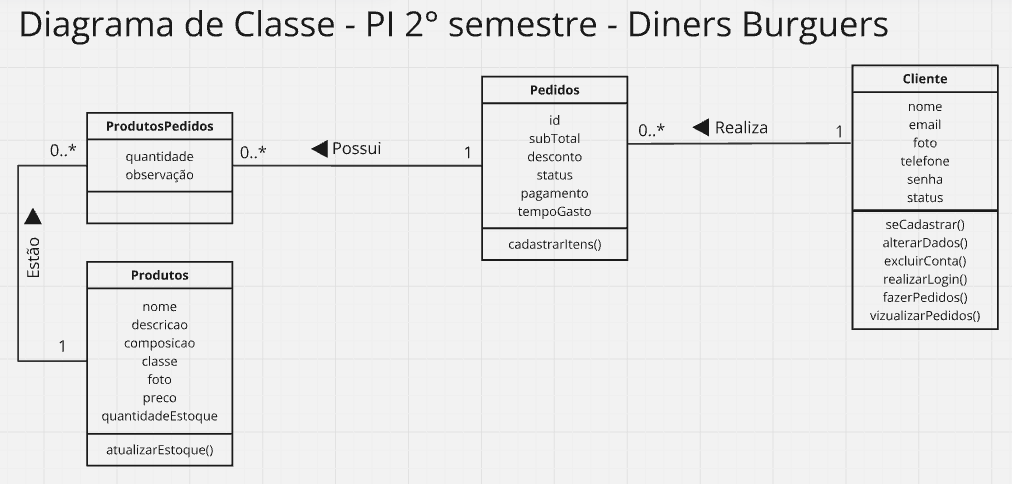 Diagrama de Classe - PI 2º semestre - Diners Burguers
ProdutosPedidos
quantidade
observação
0..*
0..*
Possui
1
Pedidos
id
subTotal
desconto
status
pagamento
tempoGasto
cadastrarItens()
0..*
Realiza
1
Cliente
nome
email
foto
telefone
senha
status
seCadastrar()
alterarDados()
excluirConta()
realizarLogin()
fazerPedidos()
vizualizarPedidos()
Estão
1
Produtos
nome
descricao
composicao
classe
foto
preco
quantidadeEstoque
atualizarEstoque()